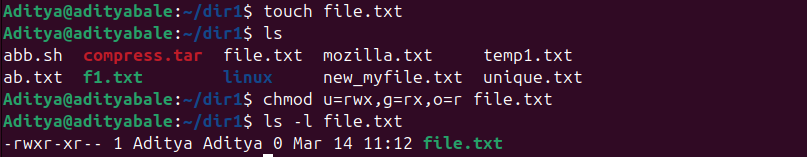 Aditya@adityabale:~/dir1$ touch file.txt
Aditya@adityabale:~/dir1$ ls
abb.sh  compress.tar  file.txt  mozilla.txt     temp1.txt
ab.txt  f1.txt        linux     new_myfile.txt  unique.txt
Aditya@adityabale:~/dir1$ chmod u=rwx,g=rx,o=r file.txt
Aditya@adityabale:~/dir1$ ls -l file.txt
-rwxr-xr-- 1 Aditya Aditya 0 Mar 14 11:12 file.txt